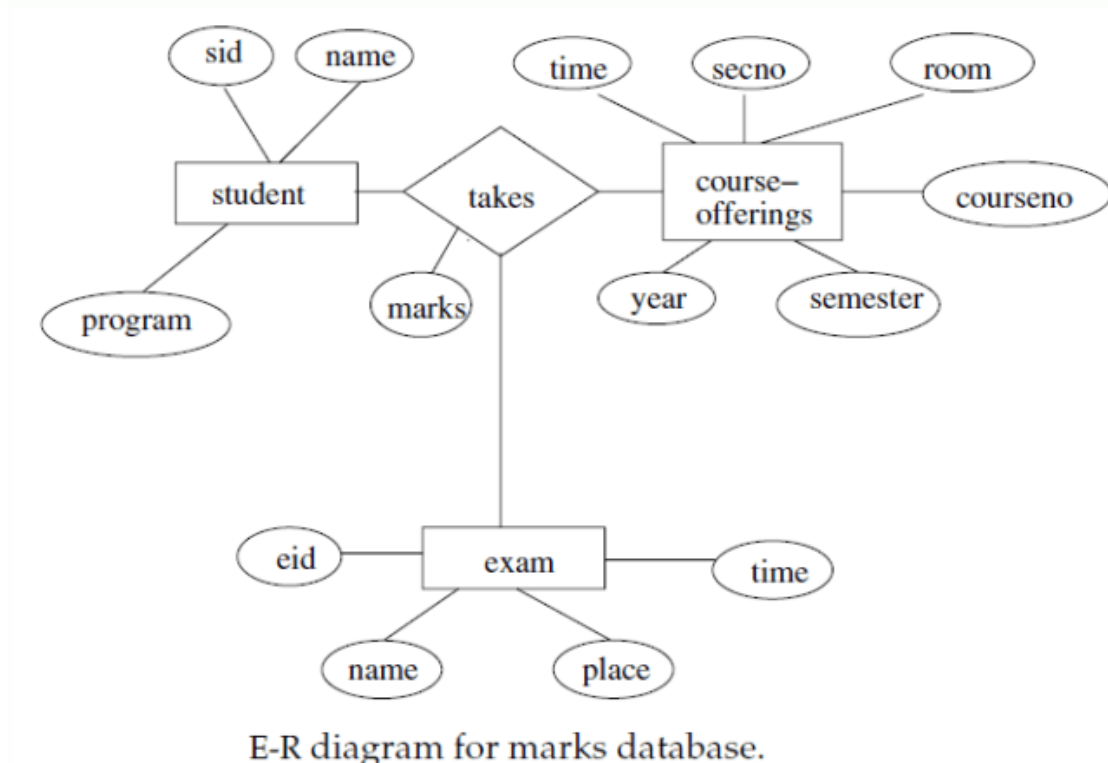 sid
name
time
secno
room
student
takes
course–
offerings
courseno
program
marks
year
semester
eid
exam
time
name
place
E-R diagram for marks database.